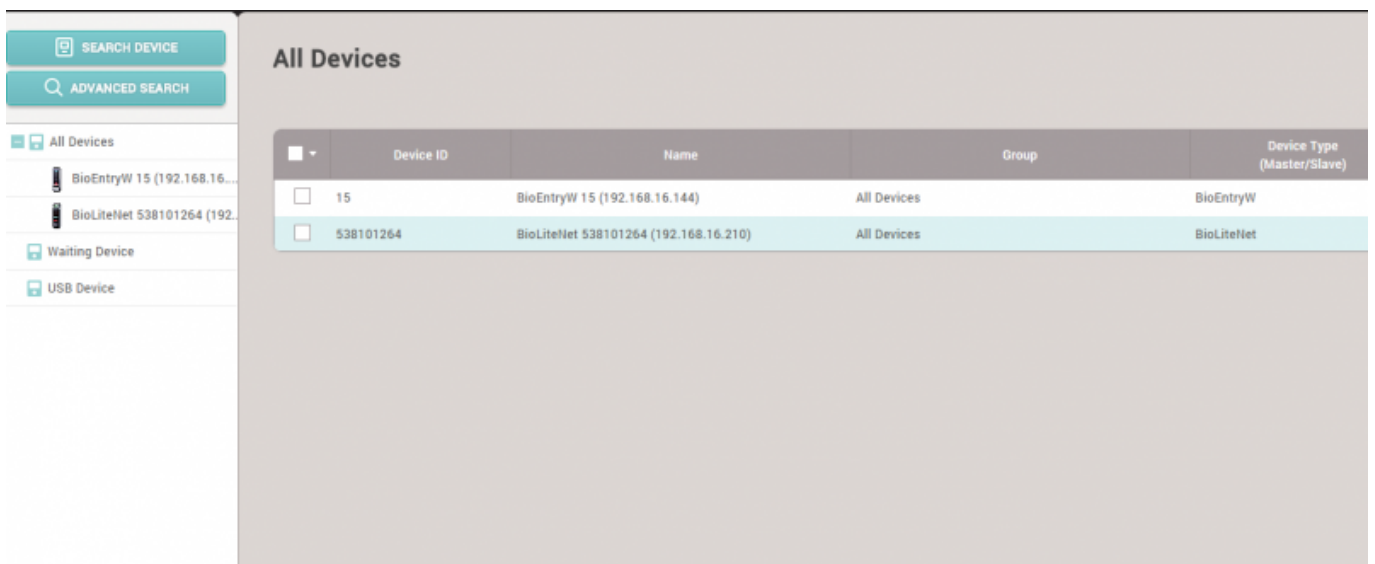 SEARCH DEVICE
ADVANCED SEARCH
All Devices
BioEntryW 15 (192.168.16....
BioLiteNet 538101264 (192..
Waiting Device
USB Device
All Devices
Device ID Name Group Device Type
(Master/Slave)
15 BioEntryW 15 (192.168.16.144) All Devices BioEntryW
538101264 BioLiteNet 538101264 (192.168.16.210) All Devices BioLiteNet